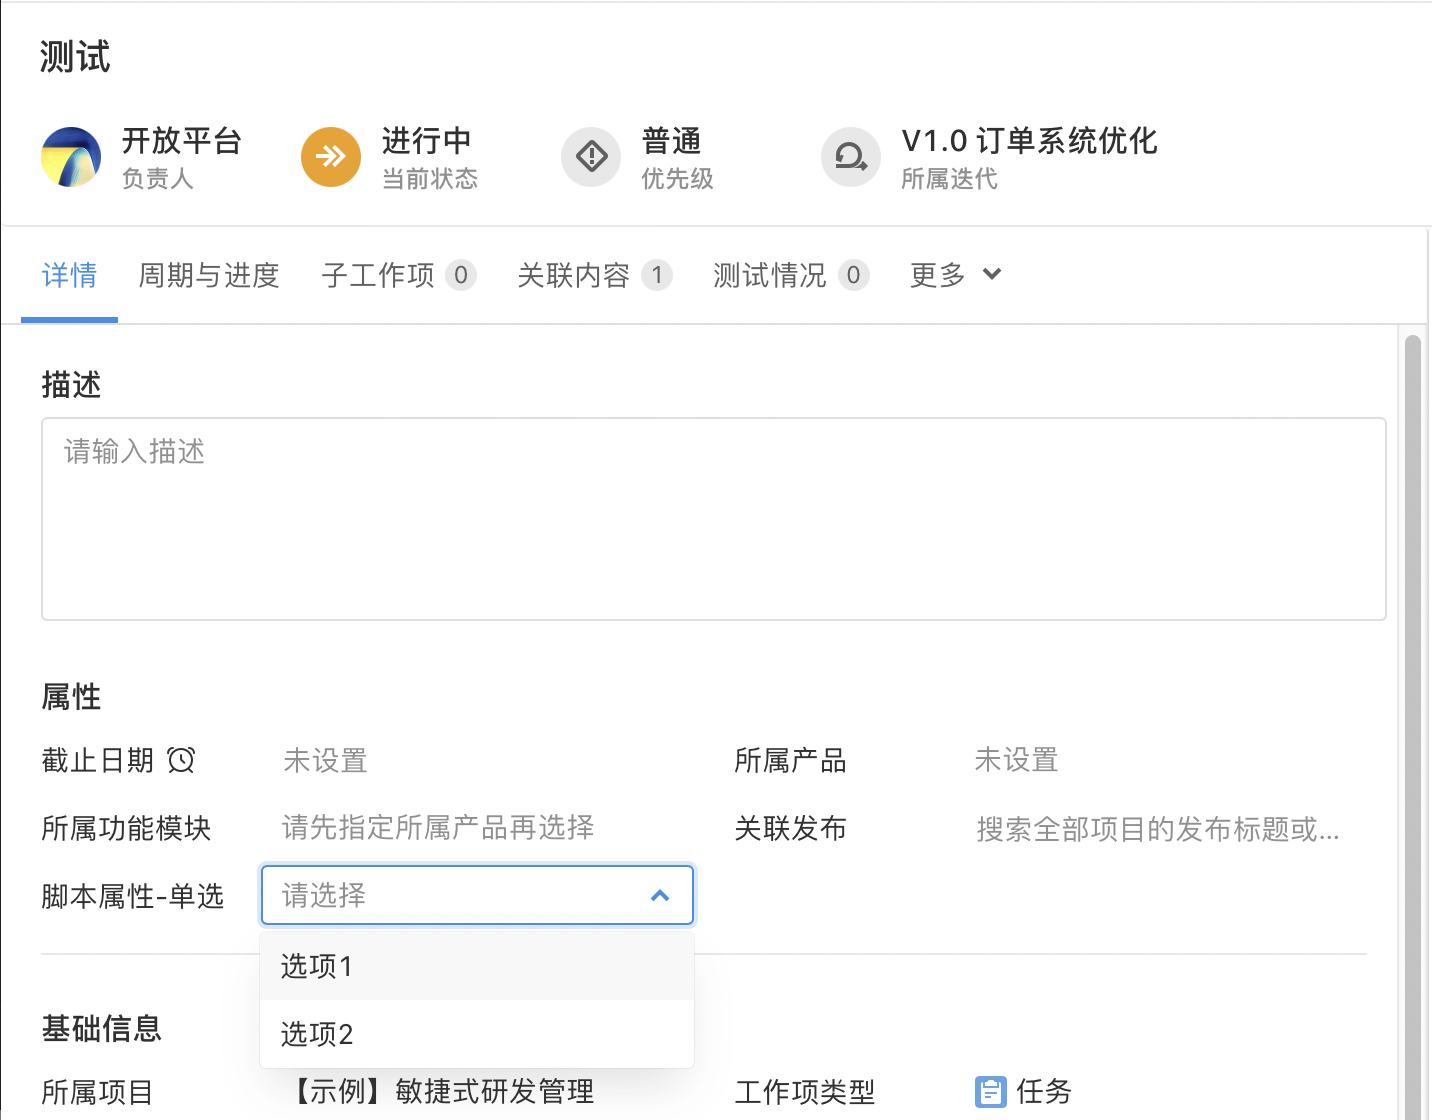 测试
开放平台
负责人
进行中
当前状态
普通
优先级
V1.0 订单系统优化
所属迭代
详情 周期与进度 子工作项 0 关联内容 1 测试情况 0 更多
描述
请输入描述
属性
截止日期 未设置 所属产品 未设置
所属功能模块 请先指定所属产品再选择 关联发布 搜索全部项目的发布标题或...
脚本属性-单选 请选择
选项1
选项2
基础信息
所属项目 【示例】敏捷式研发管理 工作项类型 任务